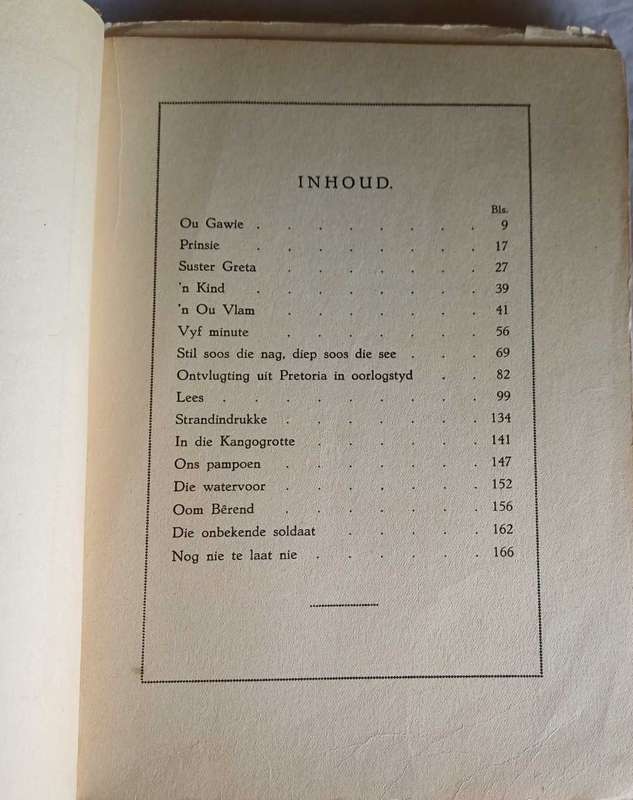 INHOUD.
Bls.
Ou Gawie . . . . . . . . 9
Prinsie . . . . . . . . 17
Suster Greta . . . . . . . 27
'n Kind . . . . . . . . 39
'n Ou Vlam . . . . . . . 41
Vyf minute . . . . . . . 56
Stil soos die nag, diep soos die see . . . 69
Ontvlugting uit Pretoria in oorlogstyd . . 82
Lees . . . . . . . . 99
Strandindrukke . . . . . . . 134
In die Kangogrotte . . . . . . 141
Ons pampoen . . . . . . . 147
Die watervoor . . . . . . . 152
Oom Bêrend . . . . . . . 156
Die onbekende soldaat . . . . . 162
Nog nie te laat nie . . . . . . 166